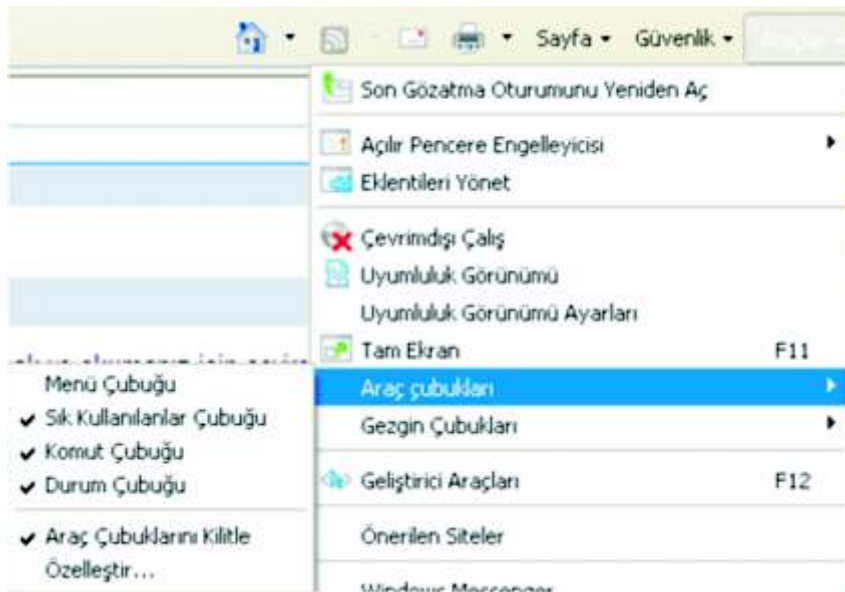 Sayfa Güvenlik
Son Gözatma Oturumunu Yeniden Aç
Açılır Pencere Engelleyicisi
Eklentileri Yönet
Çevrimdışı Çalış
Uyumluluk Görünümü
Uyumluluk Görünümü Ayarları
Tam Ekran F11
Araç çubukları
Gezgin Çubukları
Geliştirici Araçları F12
Önerilen Siteler
Windows Messenger
Menü Çubuğu
Sık Kullanılanlar Çubuğu
Komut Çubuğu
Durum Çubuğu
Araç Çubuklarını Kilitle
Özelleştir...